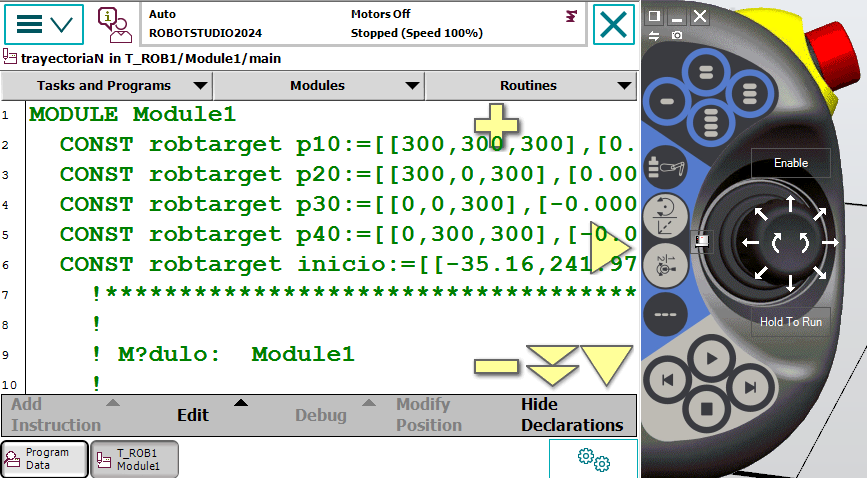 Auto
Motors Off
ROBOTSTUDIO2024
Stopped (Speed 100%)
trayectoriaN in T_ROB1/Module1/main
Tasks and Programs
Modules
Routines
1 MODULE Module1
2 CONST robtarget p10:=[[300,300,300],[0.
3 CONST robtarget p20:=[[300,0,300],[0.00
4 CONST robtarget p30:=[[0,0,300],[-0.000
5 CONST robtarget p40:=[[0,300,300],[-0.0
6 CONST robtarget inicio:=[[-35.16,241.97
7 !************************************
8 !
9 ! M?dulo: Module1
10 !
Add Instruction
Edit
Debug
Modify Position
Hide Declarations
Program Data
T_ROB1 Module1
Enable
Hold To Run